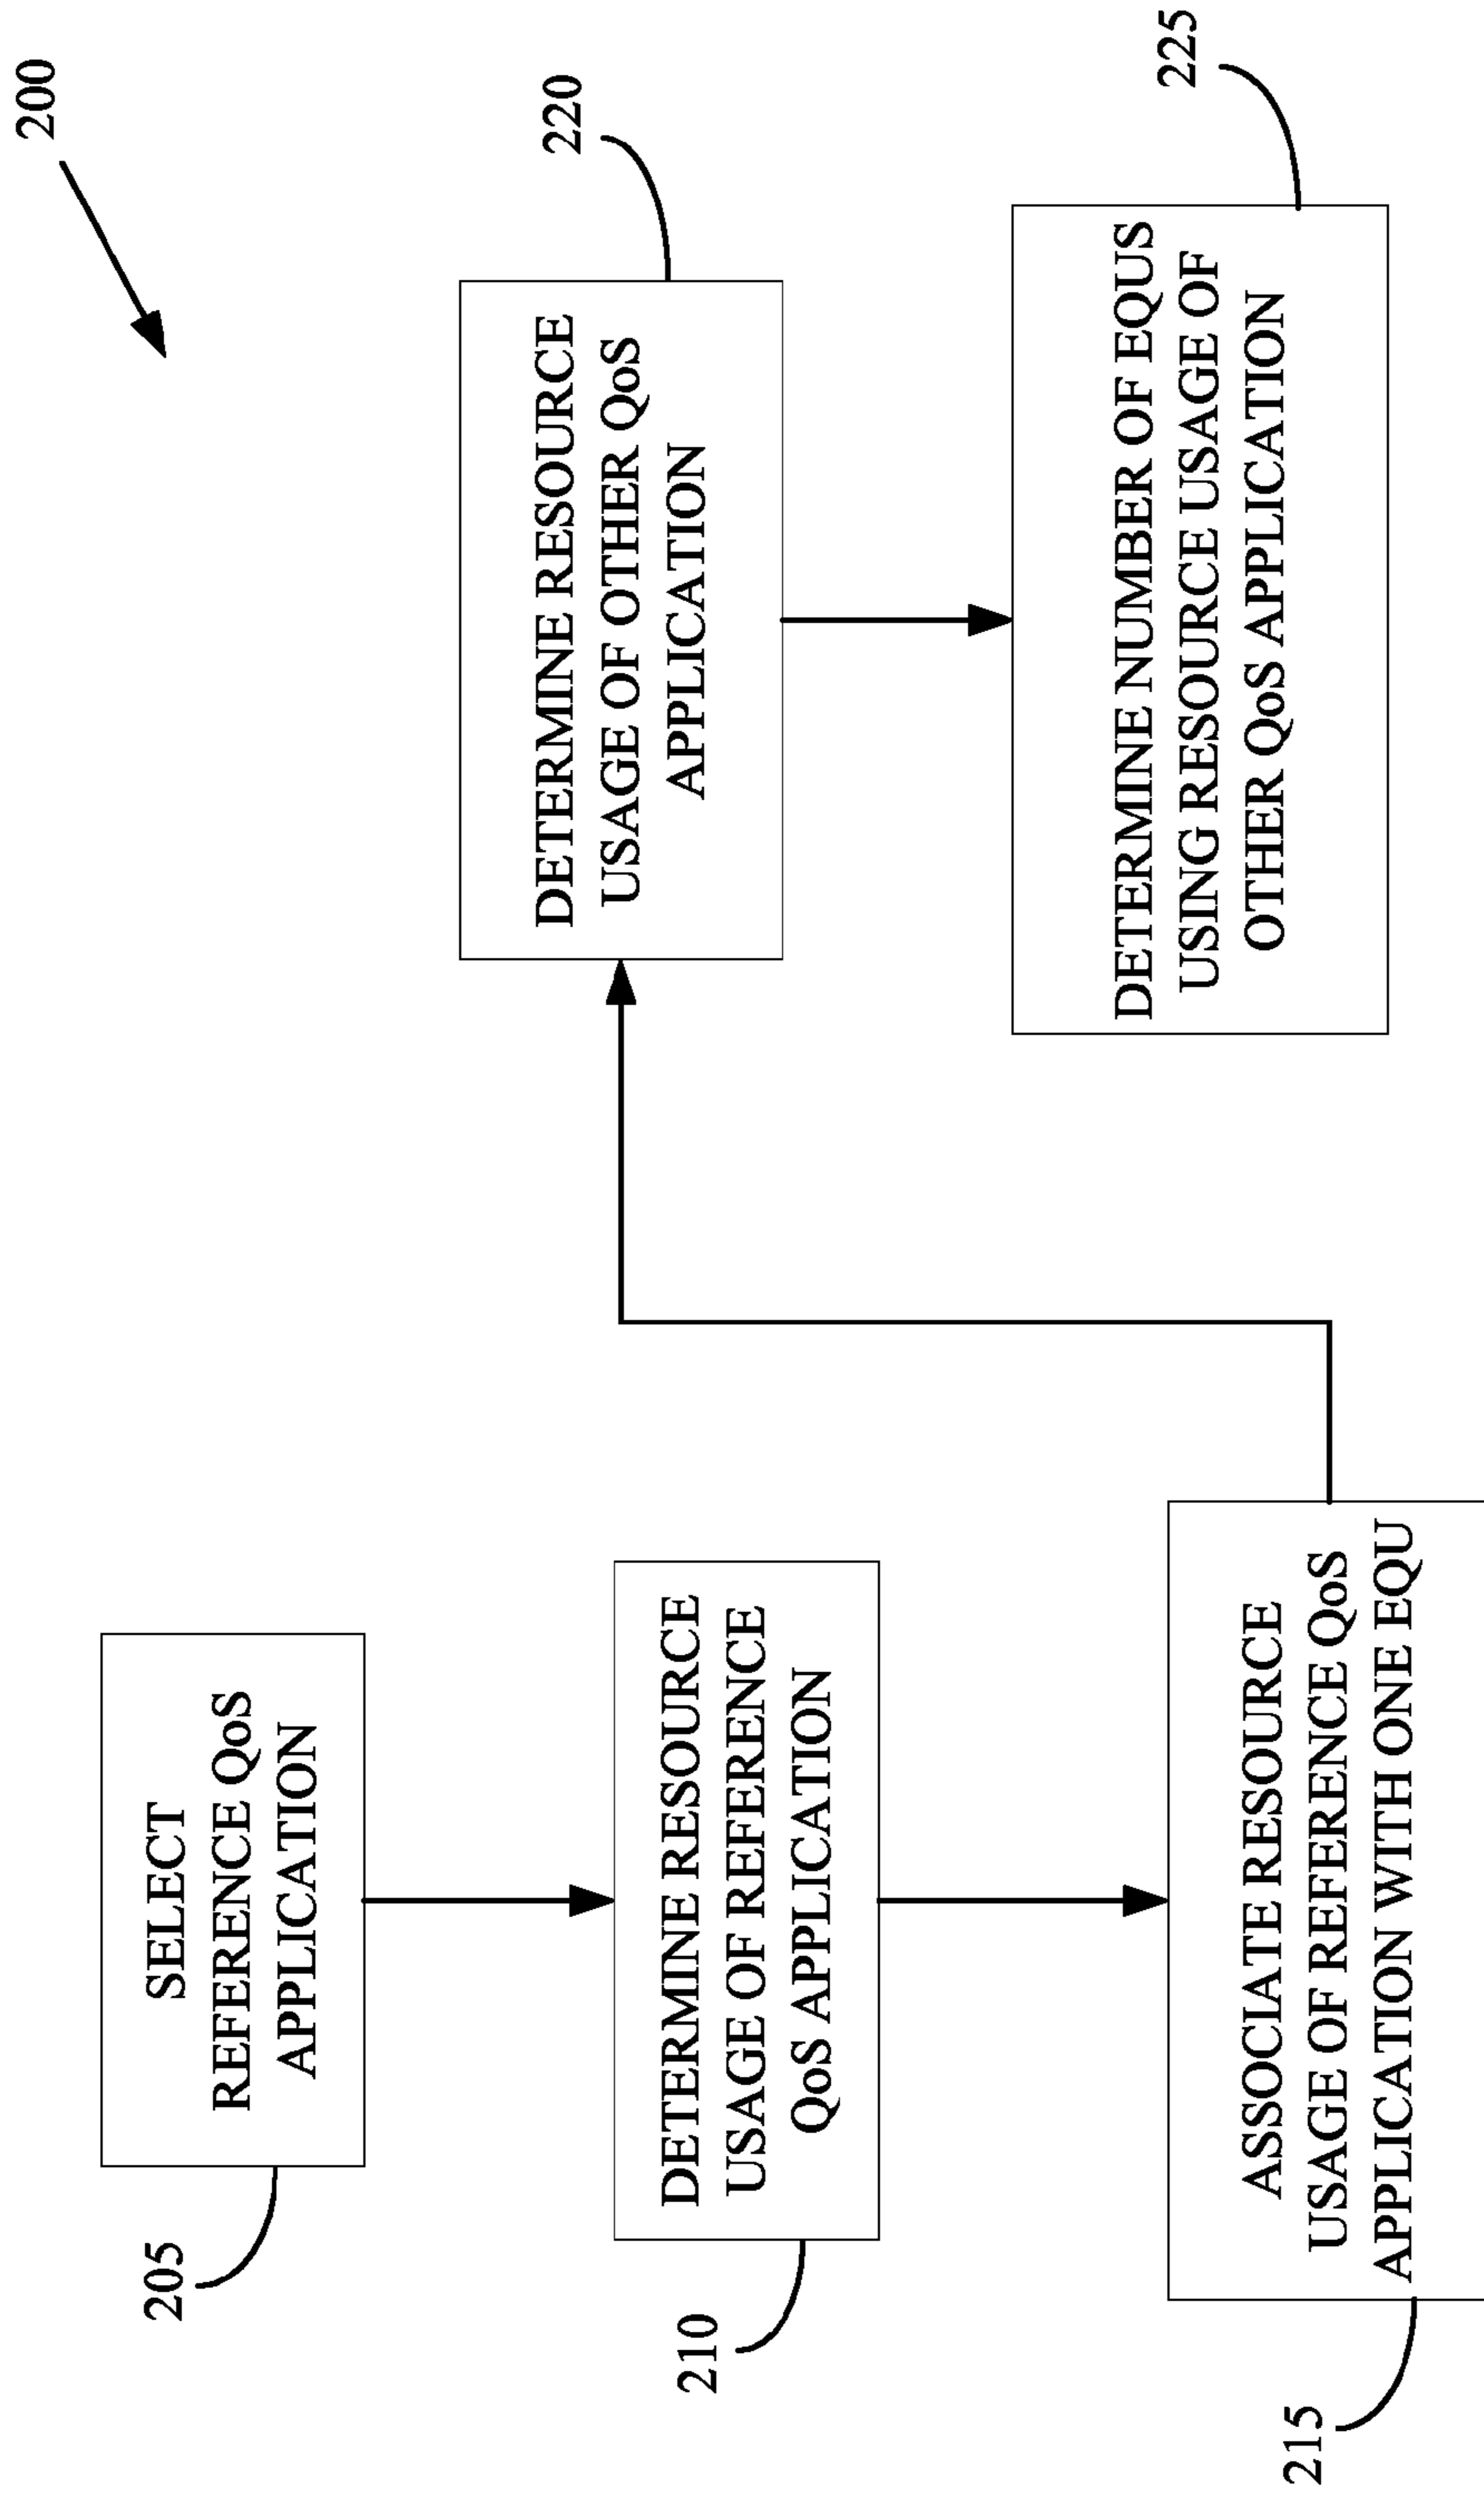 200
205
SELECT
REFERENCE QoS
APPLICATION
210
DETERMINE RESOURCE
USAGE OF REFERENCE
QoS APPLICATION
215
ASSOCIATE RESOURCE
USAGE OF REFERENCE QoS
APPLICATION WITH ONE EQU
220
DETERMINE RESOURCE
USAGE OF OTHER QoS
APPLICATION
225
DETERMINE NUMBER OF EQUS
USING RESOURCE USAGE OF
OTHER QoS APPLICATION